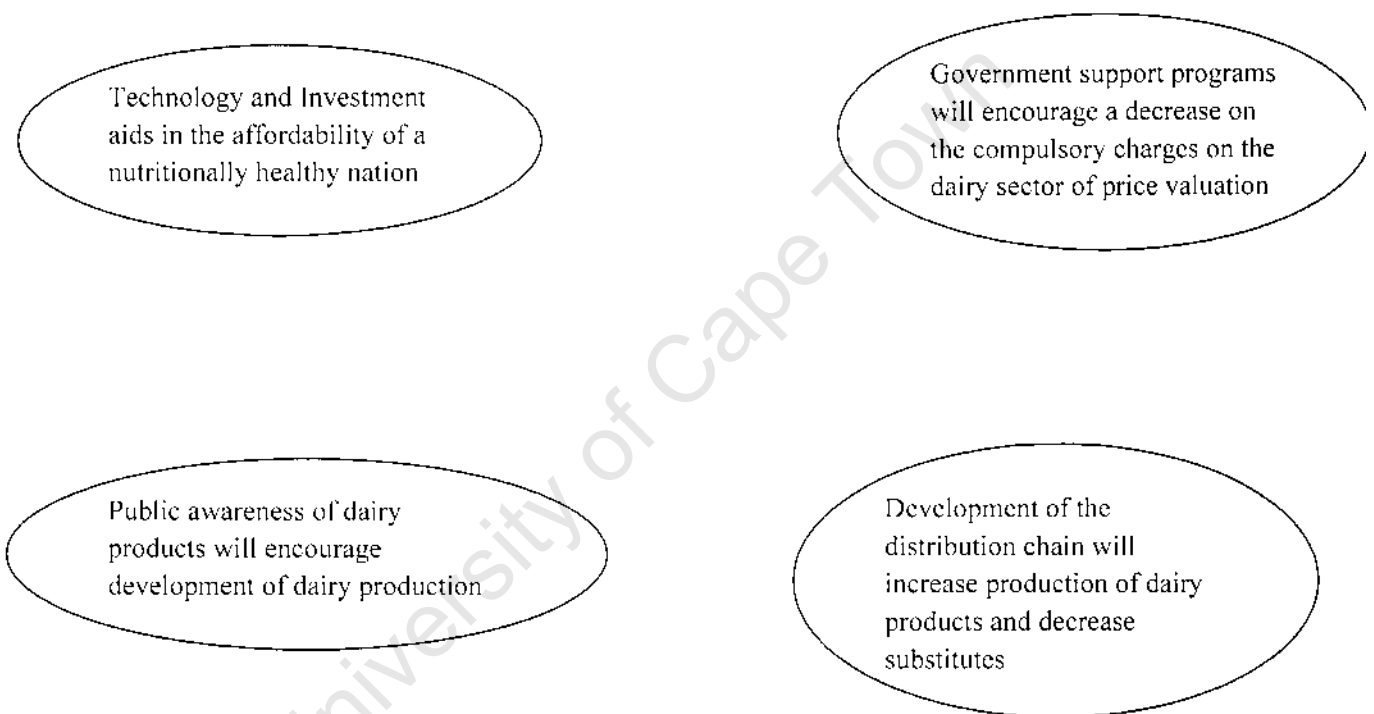 Technology and Investment
aids in the affordability of a
nutritionally healthy nation
Government support programs
will encourage a decrease on
the compulsory charges on the
dairy sector of price valuation
Public awareness of dairy
products will encourage
development of dairy production
Development of the
distribution chain will
increase production of dairy
products and decrease
substitutes
University of Cape Town